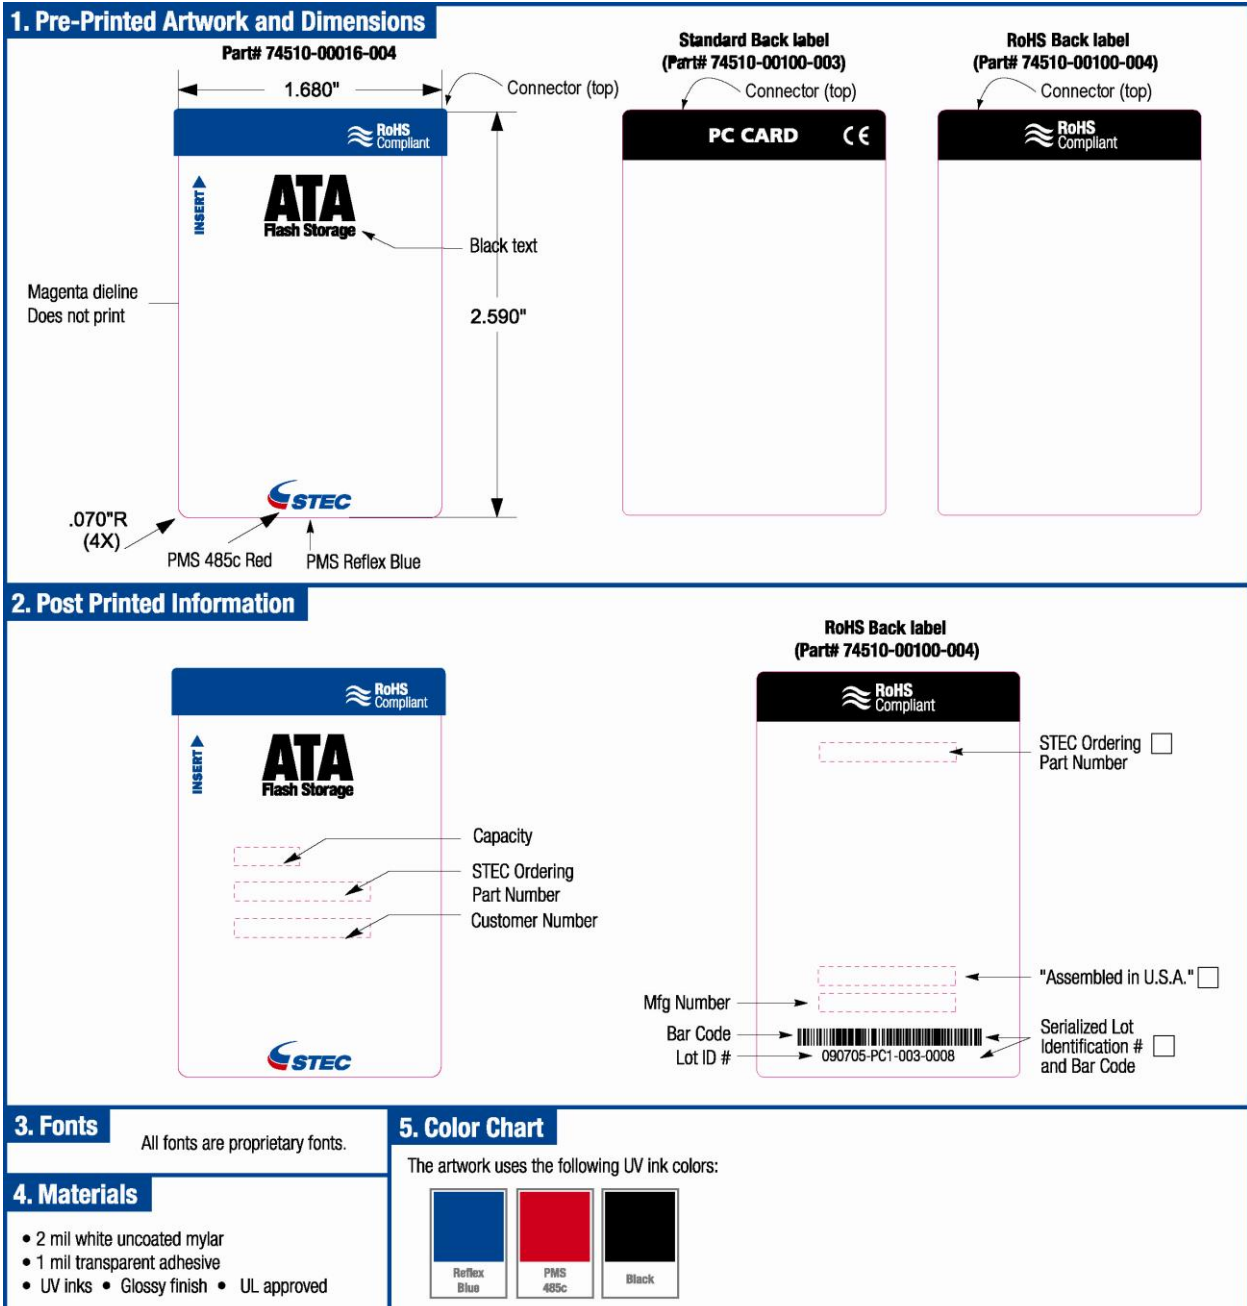 1. Pre-Printed Artwork and Dimensions
Part# 74510-00016-004
1.680"
Connector (top)
RoHS
Compliant
INSERT
ATA
Flash Storage
Black text
Magenta dieline
Does not print
2.590"
STEC
.070"R
(4X)
PMS 485c Red
PMS Reflex Blue
Standard Back label
(Part# 74510-00100-003)
Connector (top)
PC CARD CE
RoHS Back label
(Part# 74510-00100-004)
Connector (top)
RoHS
Compliant
2. Post Printed Information
RoHS
Compliant
INSERT
ATA
Flash Storage
Capacity
STEC Ordering
Part Number
Customer Number
STEC
RoHS Back label
(Part# 74510-00100-004)
RoHS
Compliant
STEC Ordering
Part Number
"Assembled in U.S.A."
Mfg Number
Bar Code
Lot ID #
090705-PC1-003-0008
Serialized Lot
Identification #
and Bar Code
3. Fonts
All fonts are proprietary fonts.
4. Materials
• 2 mil white uncoated mylar
• 1 mil transparent adhesive
• UV inks • Glossy finish • UL approved
5. Color Chart
The artwork uses the following UV ink colors:
Reflex
Blue
PMS
485c
Black